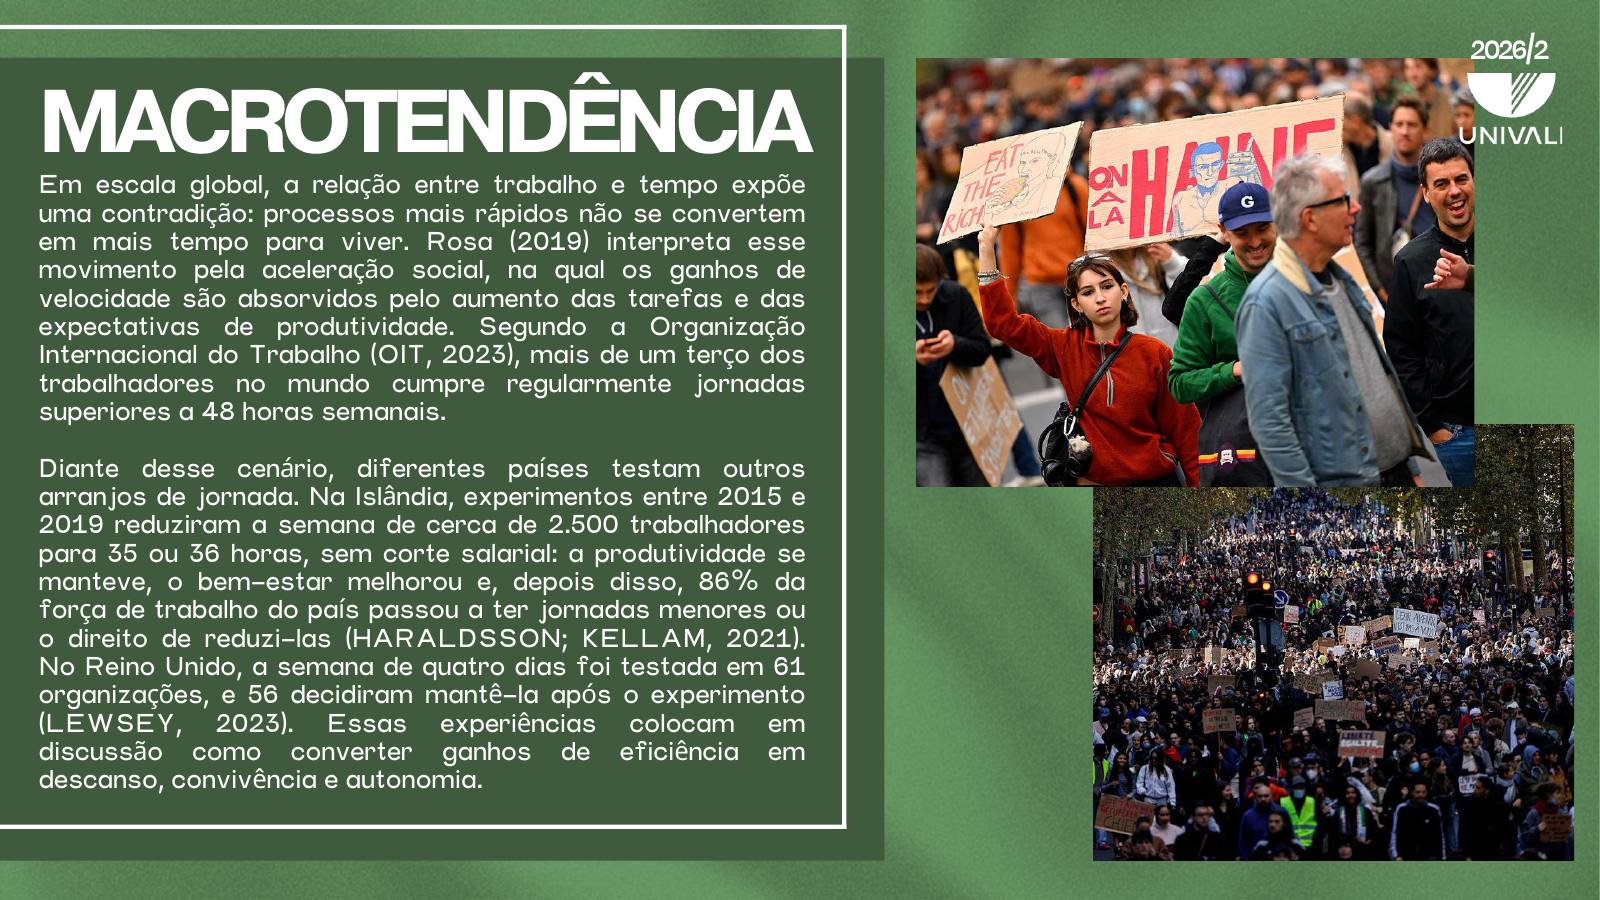 2026/2
UNIVALI
MACROTENDÊNCIA
Em escala global, a relação entre trabalho e tempo expõe
uma contradição: processos mais rápidos não se convertem
em mais tempo para viver. Rosa (2019) interpreta esse
movimento pela aceleração social, na qual os ganhos de
velocidade são absorvidos pelo aumento das tarefas e das
expectativas de produtividade. Segundo a Organização
Internacional do Trabalho (OIT, 2023), mais de um terço dos
trabalhadores no mundo cumpre regularmente jornadas
superiores a 48 horas semanais.
Diante desse cenário, diferentes países testam outros
arranjos de jornada. Na Islândia, experimentos entre 2015 e
2019 reduziram a semana de cerca de 2.500 trabalhadores
para 35 ou 36 horas, sem corte salarial: a produtividade se
manteve, o bem-estar melhorou e, depois disso, 86% da
força de trabalho do país passou a ter jornadas menores ou
o direito de reduzi-las (HARALDSSON; KELLAM, 2021).
No Reino Unido, a semana de quatro dias foi testada em 61
organizações, e 56 decidiram mantê-la após o experimento
(LEWSEY, 2023). Essas experiências colocam em
discussão como converter ganhos de eficiência em
descanso, convivência e autonomia.
EAT
THE
RICH
ON
A
LA
HAINE
G